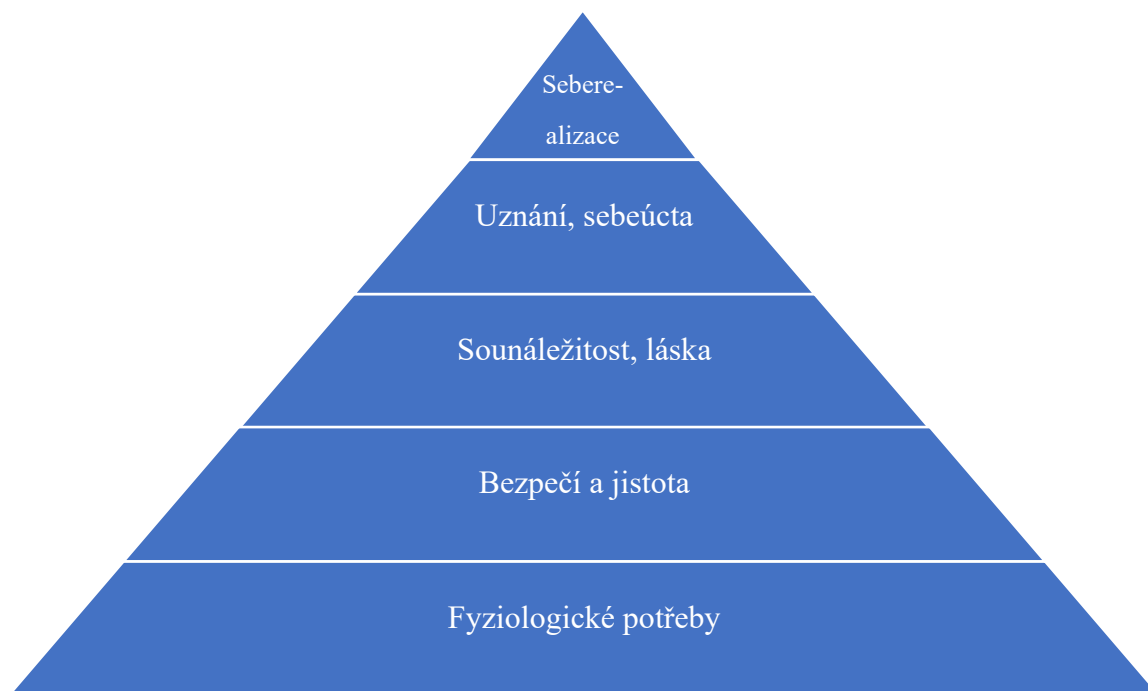 Sebere-
alizace
Uznání, sebeúcta
Sounáležitost, láska
Bezpečí a jistota
Fyziologické potřeby